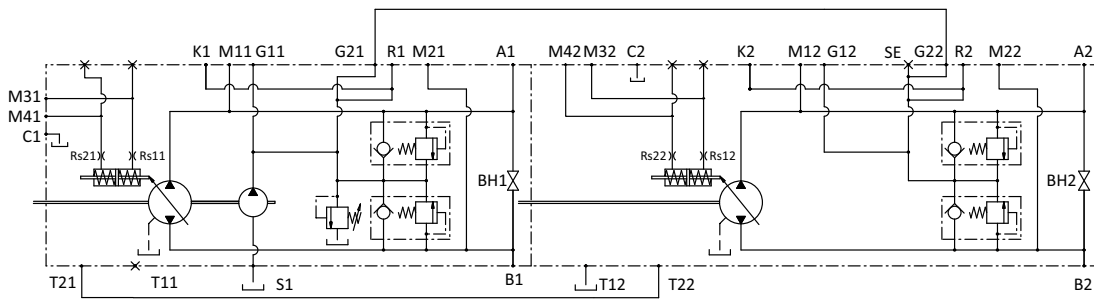 K1 M11 G11 G21 R1 M21 A1 M42 M32 C2 K2 M12 G12 SE G22 R2 M22 A2
M31
M41
C1
Rs21 Rs11 Rs22 Rs12
BH1 BH2
T21 T11 S1 B1 T12 T22 B2